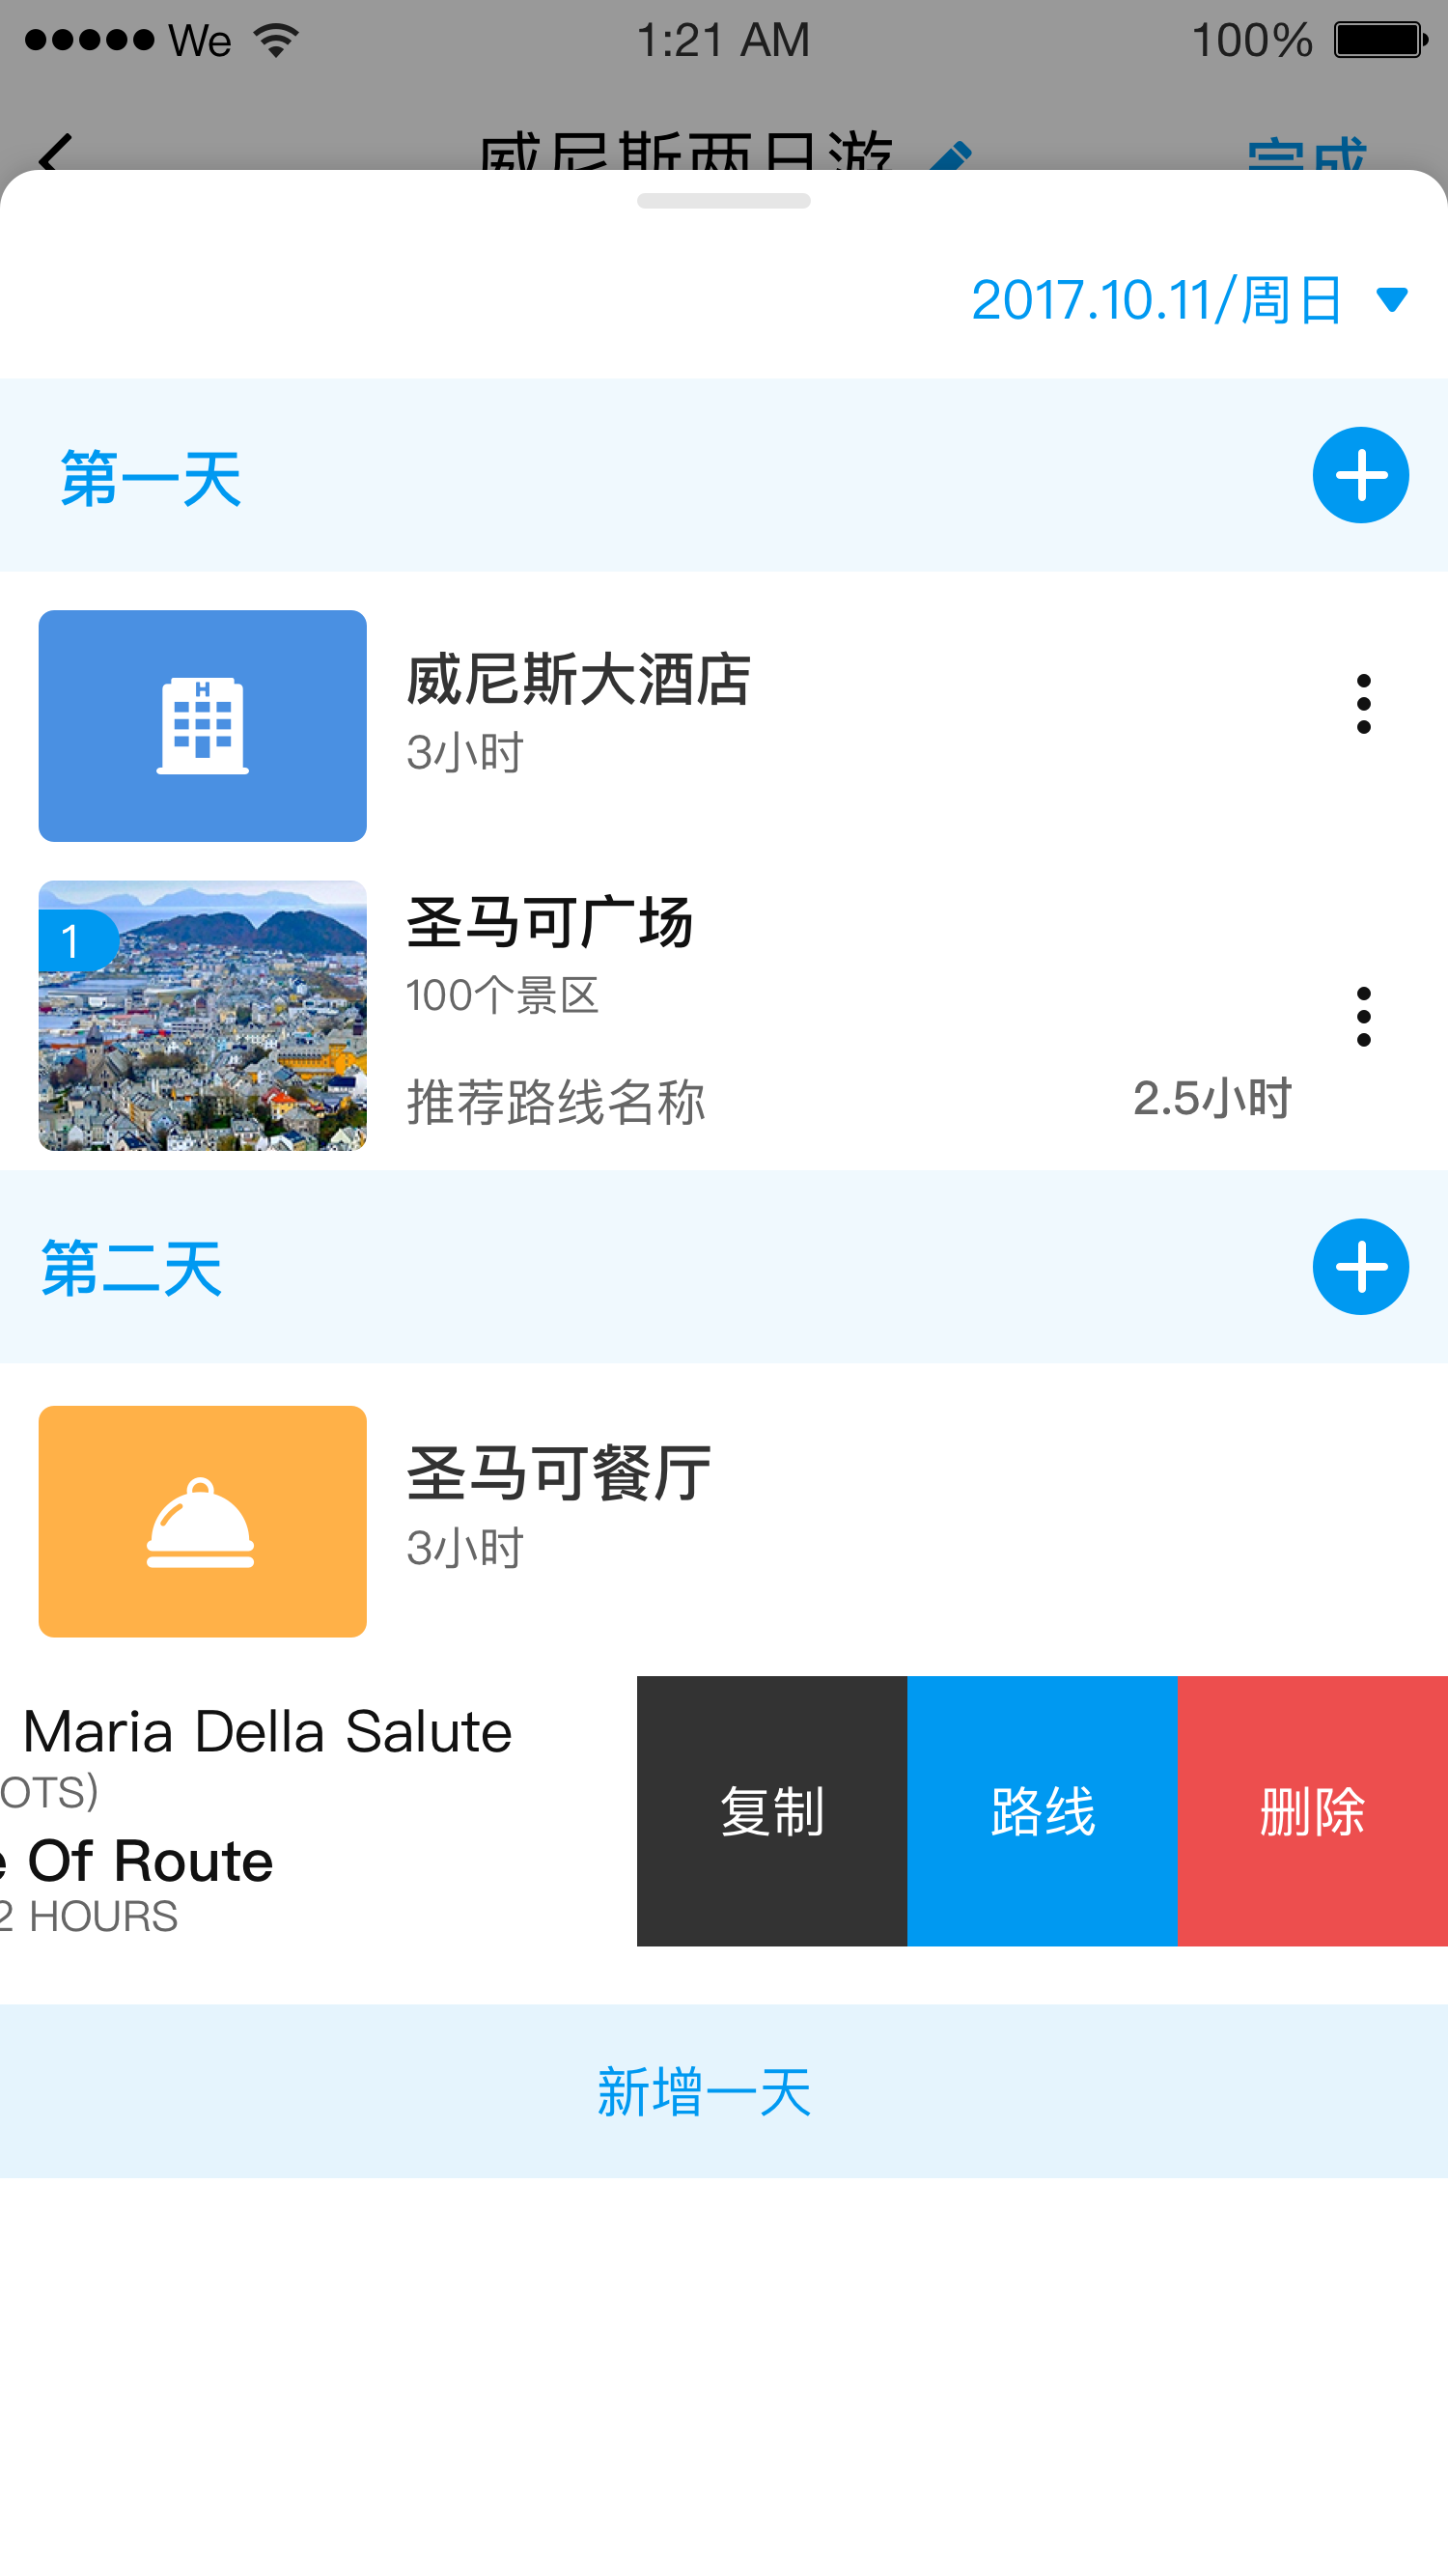 We 1:21 AM 100%
威尼斯两日游 完成
2017.10.11/周日
第一天
H
威尼斯大酒店
3小时
1
圣马可广场
100个景区
推荐路线名称
2.5小时
第二天
圣马可餐厅
3小时
Maria Della Salute
OTS)
e Of Route
2 HOURS
复制
路线
删除
新增一天